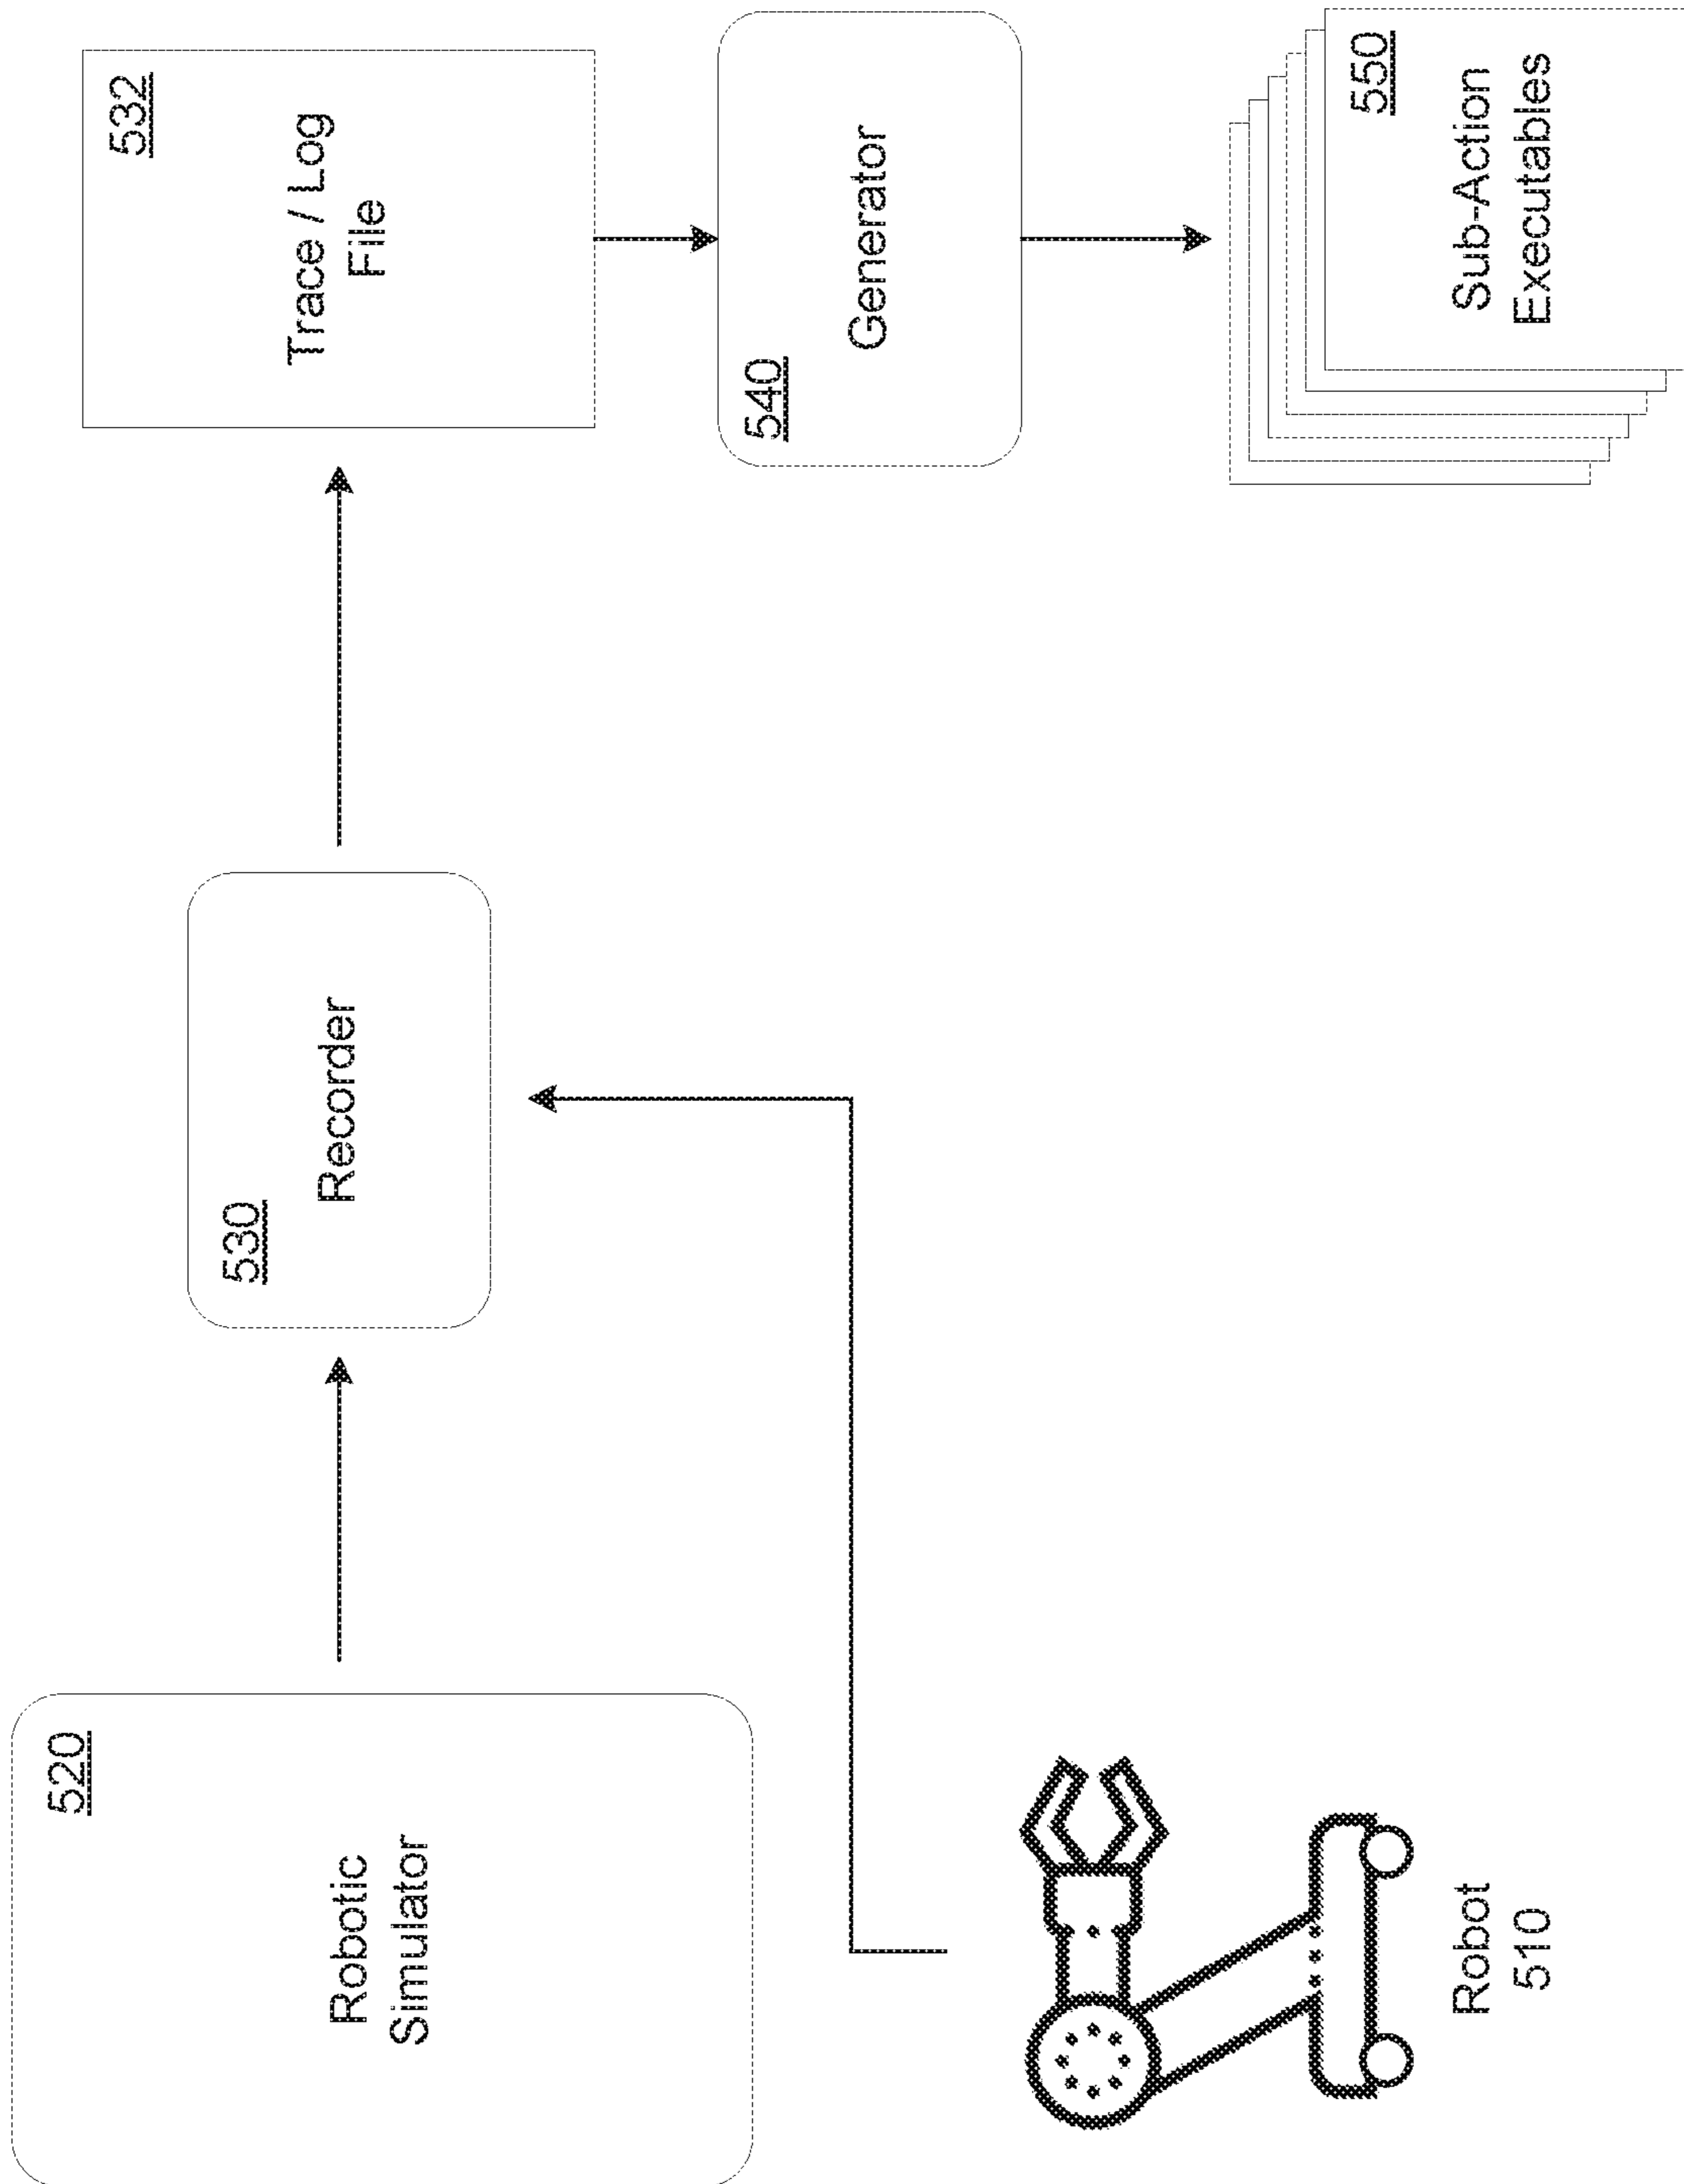 520
Robotic
Simulator
530
Recorder
532
Trace / Log
File
540
Generator
550
Sub-Action
Executables
Robot
510